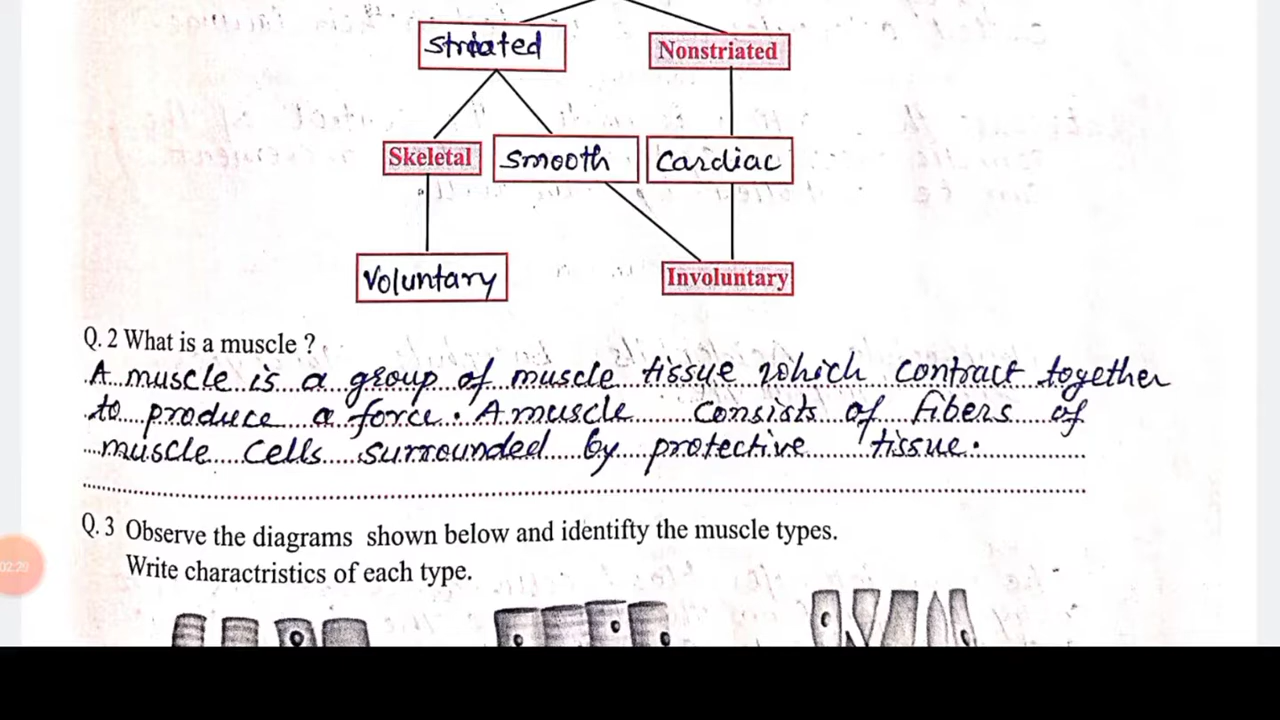 Striated
Nonstriated
Skeletal
Smooth
Cardiac
Voluntary
Involuntary
Q. 2 What is a muscle ?
A muscle is a group of muscle tissue which contract together
to produce a force. A muscle consists of fibers of
muscle cells surrounded by protective tissue.
Q. 3 Observe the diagrams shown below and identifty the muscle types.
Write charactristics of each type.
02:29